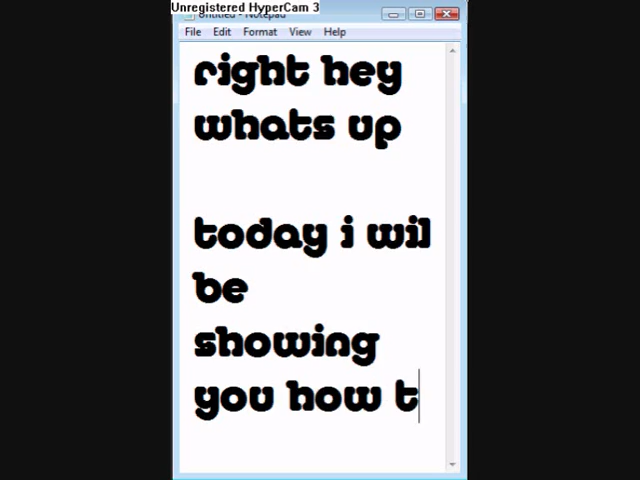 Unregistered HyperCam 3
Untitled - Notepad
File Edit Format View Help
right hey
whats up
today i wil
be
showing
you how t